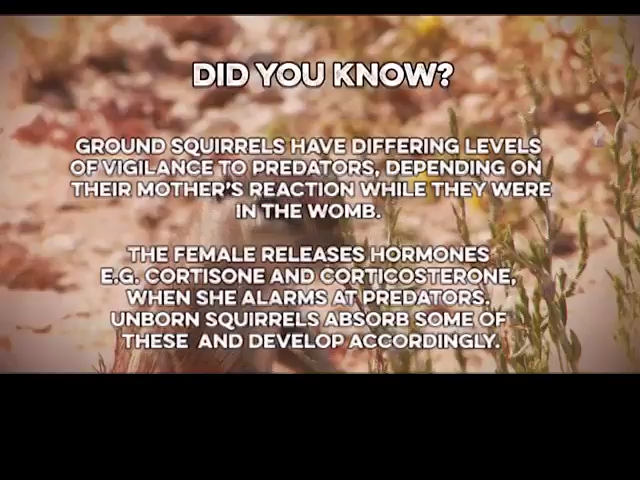 DID YOU KNOW?
GROUND SQUIRRELS HAVE DIFFERING LEVELS
OF VIGILANCE TO PREDATORS, DEPENDING ON
THEIR MOTHER'S REACTION WHILE THEY WERE
IN THE WOMB.
THE FEMALE RELEASES HORMONES
E.G. CORTISONE AND CORTICOSTERONE,
WHEN SHE ALARMS AT PREDATORS.
UNBORN SQUIRRELS ABSORB SOME OF
THESE AND DEVELOP ACCORDINGLY.